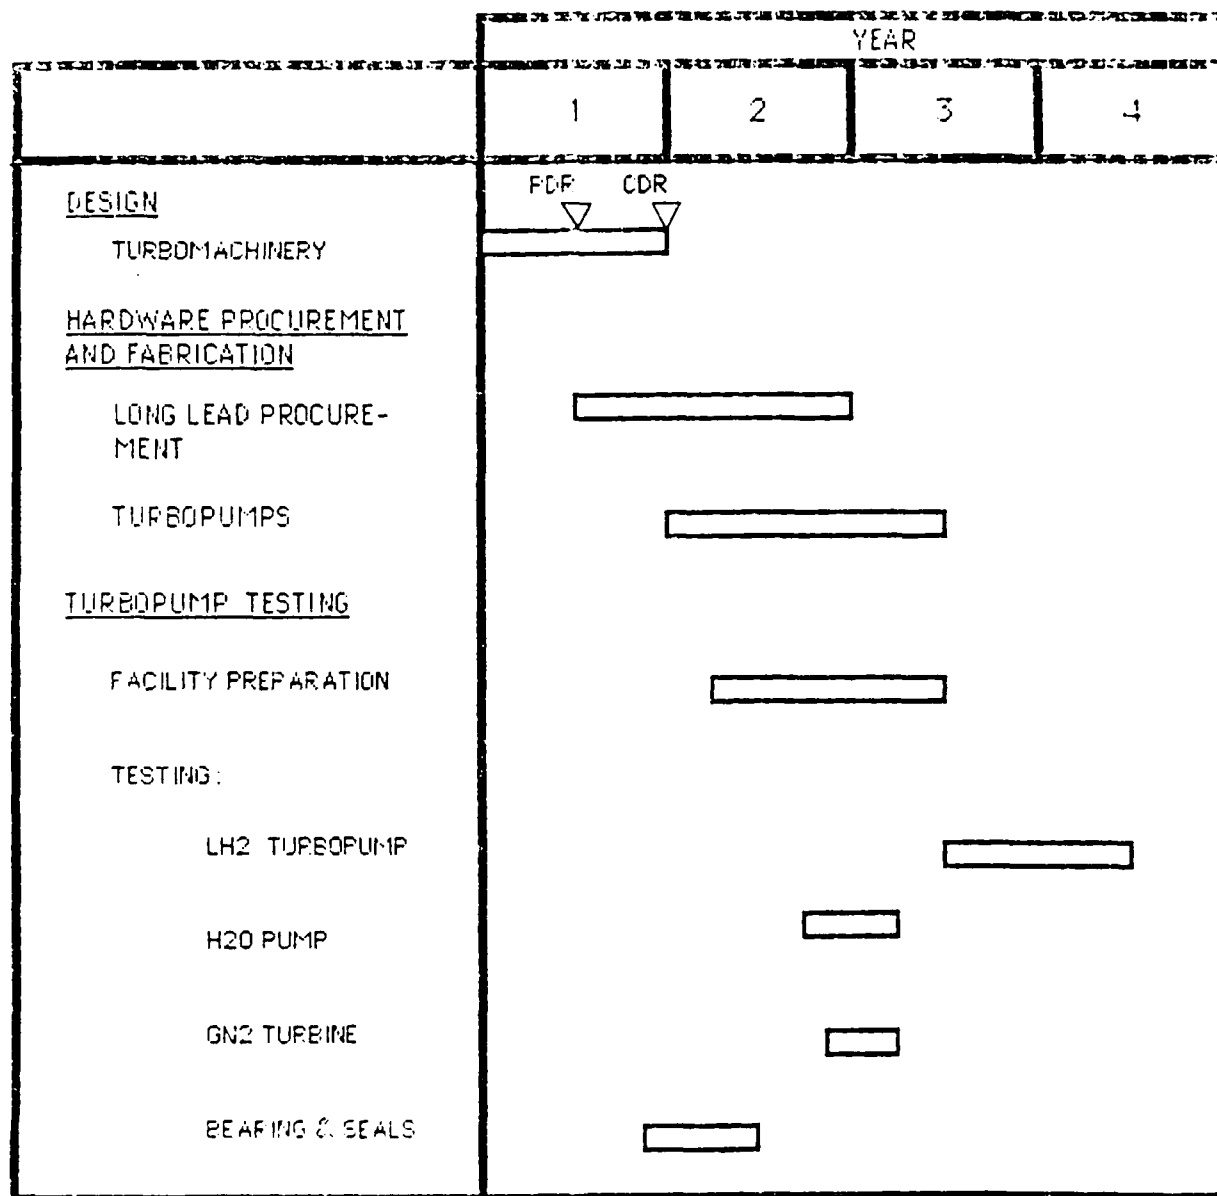 YEAR
1 2 3 4
PDR CDR
DESIGN
TURBOMACHINERY
HARDWARE PROCUREMENT
AND FABRICATION
LONG LEAD PROCURE-
MENT
TURBOPUMPS
TURBOPUMP TESTING
FACILITY PREPARATION
TESTING:
LH2 TURBOPUMP
H2O PUMP
GN2 TURBINE
BEARING & SEALS